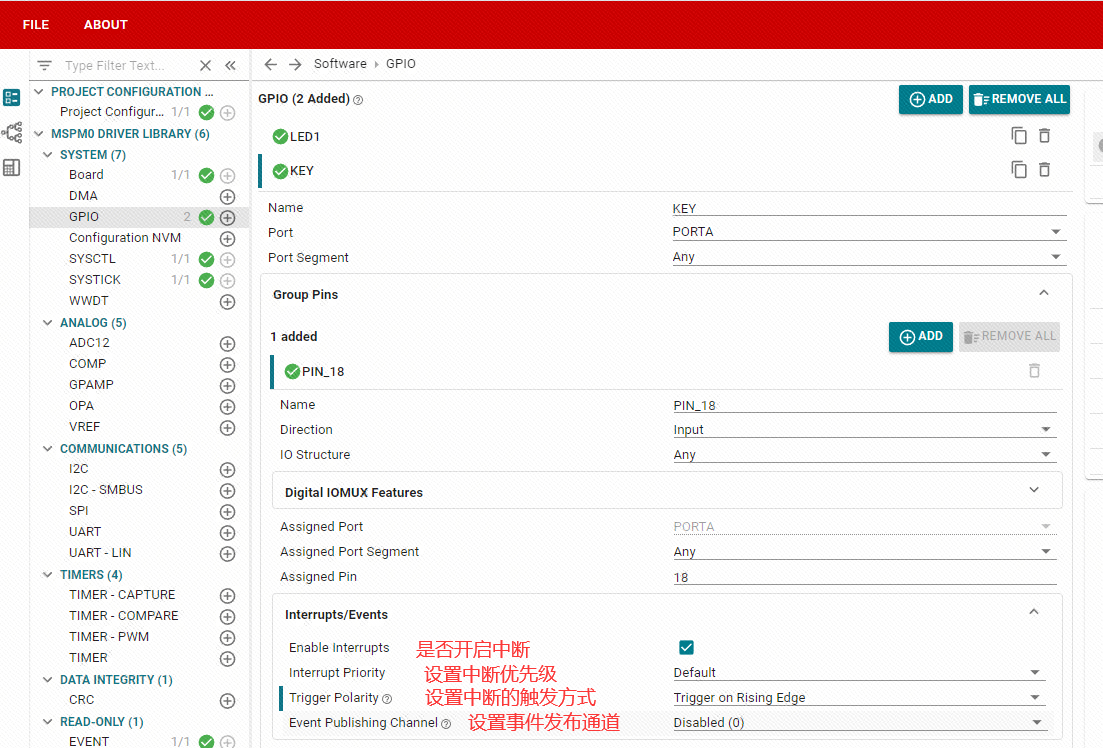 FILE ABOUT
Type Filter Text...
Software GPIO
PROJECT CONFIGURATION ...
Project Configur... 1/1
MSPM0 DRIVER LIBRARY (6)
SYSTEM (7)
Board 1/1
DMA
GPIO 2
Configuration NVM
SYSCTL 1/1
SYSTICK 1/1
WWDT
ANALOG (5)
ADC12
COMP
GPAMP
OPA
VREF
COMMUNICATIONS (5)
I2C
I2C - SMBUS
SPI
UART
UART - LIN
TIMERS (4)
TIMER - CAPTURE
TIMER - COMPARE
TIMER - PWM
TIMER
DATA INTEGRITY (1)
CRC
READ-ONLY (1)
EVENT 1/1
GPIO (2 Added)
ADD
REMOVE ALL
LED1
KEY
Name KEY
Port PORTA
Port Segment Any
Group Pins
1 added
ADD
REMOVE ALL
PIN_18
Name PIN_18
Direction Input
IO Structure Any
Digital IOMUX Features
Assigned Port PORTA
Assigned Port Segment Any
Assigned Pin 18
Interrupts/Events
Enable Interrupts 是否开启中断
Interrupt Priority 设置中断优先级 Default
Trigger Polarity 设置中断的触发方式 Trigger on Rising Edge
Event Publishing Channel 设置事件发布通道 Disabled (0)